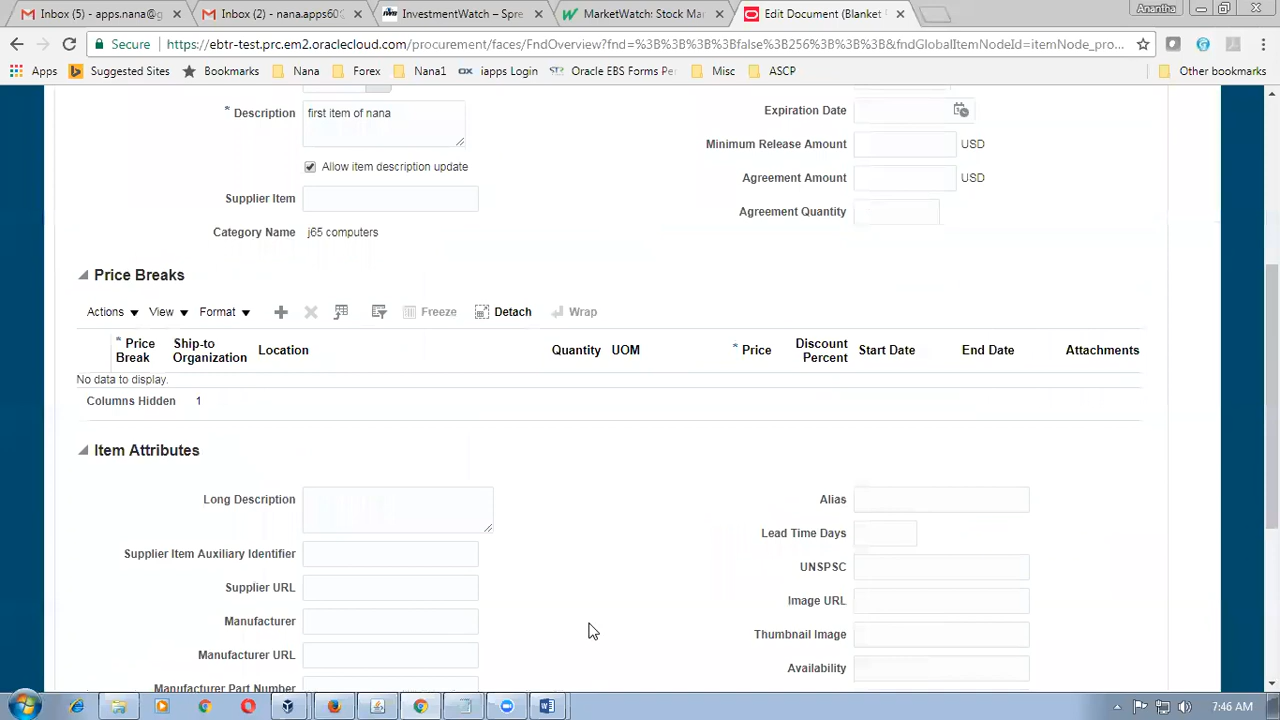 Inbox (5) - apps.nana@g
Inbox (2) - nana.apps60
InvestmentWatch – Spre
MarketWatch: Stock Mar
Edit Document (Blanket
Anantha
Secure
https://ebtr-test.prc.em2.oraclecloud.com/procurement/faces/FndOverview?fnd=%3B%3B%3B%3Bfalse%3B256%3B%3B%3B&fndGlobalItemNodeId=itemNode_pro...
Apps
Suggested Sites
Bookmarks
Nana
Forex
Nana1
iapps Login
Oracle EBS Forms Per
Misc
ASCP
Other bookmarks
* Description
first item of nana
Allow item description update
Supplier Item
Category Name j65 computers
Expiration Date
Minimum Release Amount USD
Agreement Amount USD
Agreement Quantity
Price Breaks
Actions View Format Freeze Detach Wrap
* Price Break
Ship-to Organization
Location
Quantity
UOM
* Price
Discount Percent
Start Date
End Date
Attachments
No data to display.
Columns Hidden 1
Item Attributes
Long Description
Supplier Item Auxiliary Identifier
Supplier URL
Manufacturer
Manufacturer URL
Manufacturer Part Number
Alias
Lead Time Days
UNSPSC
Image URL
Thumbnail Image
Availability
7:46 AM